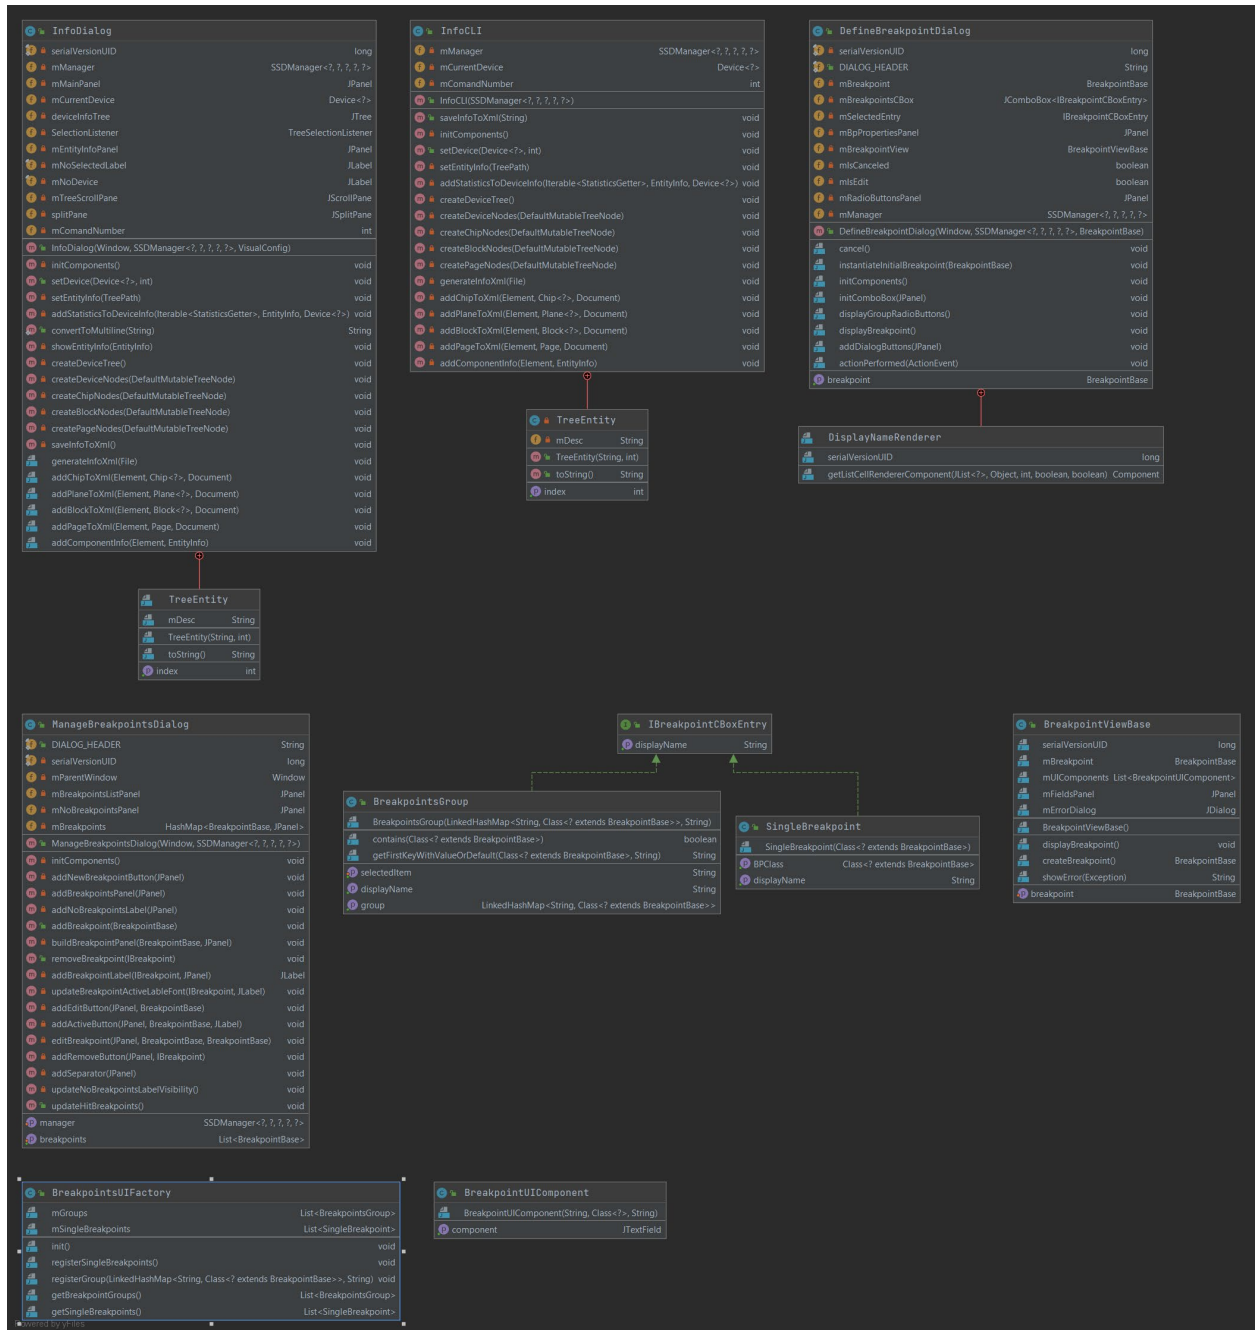 InfoDialog
serialVersionUID long
mManager SSDManager<?, ?, ?, ?, ?>
mMainPanel JPanel
mCurrentDevice Device<?>
deviceInfoTree JTree
SelectionListener TreeSelectionListener
mEntityInfoPanel JPanel
mNoSelectedLabel JLabel
mNoDevice JLabel
mTreeScrollPane JScrollPane
splitPane JSplitPane
mComandNumber int
InfoDialog(Window, SSDManager<?, ?, ?, ?, ?>, VisualConfig)
initComponents() void
setDevice(Device<?>, int) void
setEntityInfo(TreePath) void
addStatisticsToDeviceInfo(Iterable<StatisticsGetter>, EntityInfo, Device<?>) void
convertToMultiline(String) String
showEntityInfo(EntityInfo) void
createDeviceTree() void
createDeviceNodes(DefaultMutableTreeNode) void
createChipNodes(DefaultMutableTreeNode) void
createBlockNodes(DefaultMutableTreeNode) void
createPageNodes(DefaultMutableTreeNode) void
saveInfoToXml() void
generateInfoXml(File) void
addChipToXml(Element, Chip<?>, Document) void
addPlaneToXml(Element, Plane<?>, Document) void
addBlockToXml(Element, Block<?>, Document) void
addPageToXml(Element, Page, Document) void
addComponentInfo(Element, EntityInfo) void
TreeEntity
mDesc String
TreeEntity(String, int)
toString() String
index int
InfoCLI
mManager SSDManager<?, ?, ?, ?, ?>
mCurrentDevice Device<?>
mComandNumber int
InfoCLI(SSDManager<?, ?, ?, ?, ?>)
saveInfoToXml(String) void
initComponents() void
setDevice(Device<?>, int) void
setEntityInfo(TreePath) void
addStatisticsToDeviceInfo(Iterable<StatisticsGetter>, EntityInfo, Device<?>) void
createDeviceTree() void
createDeviceNodes(DefaultMutableTreeNode) void
createChipNodes(DefaultMutableTreeNode) void
createBlockNodes(DefaultMutableTreeNode) void
createPageNodes(DefaultMutableTreeNode) void
generateInfoXml(File) void
addChipToXml(Element, Chip<?>, Document) void
addPlaneToXml(Element, Plane<?>, Document) void
addBlockToXml(Element, Block<?>, Document) void
addPageToXml(Element, Page, Document) void
addComponentInfo(Element, EntityInfo) void
TreeEntity
mDesc String
TreeEntity(String, int)
toString() String
index int
DefineBreakpointDialog
serialVersionUID long
DIALOG_HEADER String
mBreakpoint BreakpointBase
mBreakpointsCBox JComboBox<IBreakpointCBoxEntry>
mSelectedEntry IBreakpointCBoxEntry
mBpPropertiesPanel JPanel
mBreakpointView BreakpointViewBase
mIsCanceled boolean
mIsEdit boolean
mRadioButtonsPanel JPanel
mManager SSDManager<?, ?, ?, ?, ?>
DefineBreakpointDialog(Window, SSDManager<?, ?, ?, ?, ?>, BreakpointBase)
cancel() void
instantiateInitialBreakpoint(BreakpointBase) void
initComponents() void
initComboBox(JPanel) void
displayGroupRadioButtons() void
displayBreakpoint() void
addDialogButtons(JPanel) void
actionPerformed(ActionEvent) void
breakpoint BreakpointBase
DisplayNameRenderer
serialVersionUID long
getListCellRendererComponent(JList<?>, Object, int, boolean, boolean) Component
ManageBreakpointsDialog
DIALOG_HEADER String
serialVersionUID long
mParentWindow Window
mBreakpointsListPanel JPanel
mNoBreakpointsPanel JPanel
mBreakpoints HashMap<BreakpointBase, JPanel>
ManageBreakpointsDialog(Window, SSDManager<?, ?, ?, ?, ?>)
initComponents() void
addNewBreakpointButton(JPanel) void
addBreakpointsPanel(JPanel) void
addNoBreakpointsLabel(JPanel) void
addBreakpoint(BreakpointBase) void
buildBreakpointPanel(BreakpointBase, JPanel) void
removeBreakpoint(IBreakpoint) void
addBreakpointLabel(IBreakpoint, JPanel) JLabel
updateBreakpointActiveLableFont(IBreakpoint, JLabel) void
addEditButton(JPanel, BreakpointBase) void
addActiveButton(JPanel, BreakpointBase, JLabel) void
editBreakpoint(JPanel, BreakpointBase, BreakpointBase) void
addRemoveButton(JPanel, IBreakpoint) void
addSeparator(JPanel) void
updateNoBreakpointsLabelVisibility() void
updateHitBreakpoints() void
manager SSDManager<?, ?, ?, ?, ?>
breakpoints List<BreakpointBase>
IBreakpointCBoxEntry
displayName String
BreakpointsGroup
BreakpointsGroup(LinkedHashMap<String, Class<? extends BreakpointBase>>, String)
contains(Class<? extends BreakpointBase>) boolean
getFirstKeyWithValueOrDefault(Class<? extends BreakpointBase>, String) String
selectedItem String
displayName String
group LinkedHashMap<String, Class<? extends BreakpointBase>>
SingleBreakpoint
SingleBreakpoint(Class<? extends BreakpointBase>)
BPClass Class<? extends BreakpointBase>
displayName String
BreakpointViewBase
serialVersionUID long
mBreakpoint BreakpointBase
mUIComponents List<BreakpointUIComponent>
mFieldsPanel JPanel
mErrorDialog JDialog
BreakpointViewBase()
displayBreakpoint() void
createBreakpoint() BreakpointBase
showError(Exception) String
breakpoint BreakpointBase
BreakpointsUIFactory
mGroups List<BreakpointsGroup>
mSingleBreakpoints List<SingleBreakpoint>
init() void
registerSingleBreakpoints() void
registerGroup(LinkedHashMap<String, Class<? extends BreakpointBase>>, String) void
getBreakpointGroups() List<BreakpointsGroup>
getSingleBreakpoints() List<SingleBreakpoint>
Powered by yFiles
BreakpointUIComponent
BreakpointUIComponent(String, Class<?>, String)
component JTextField